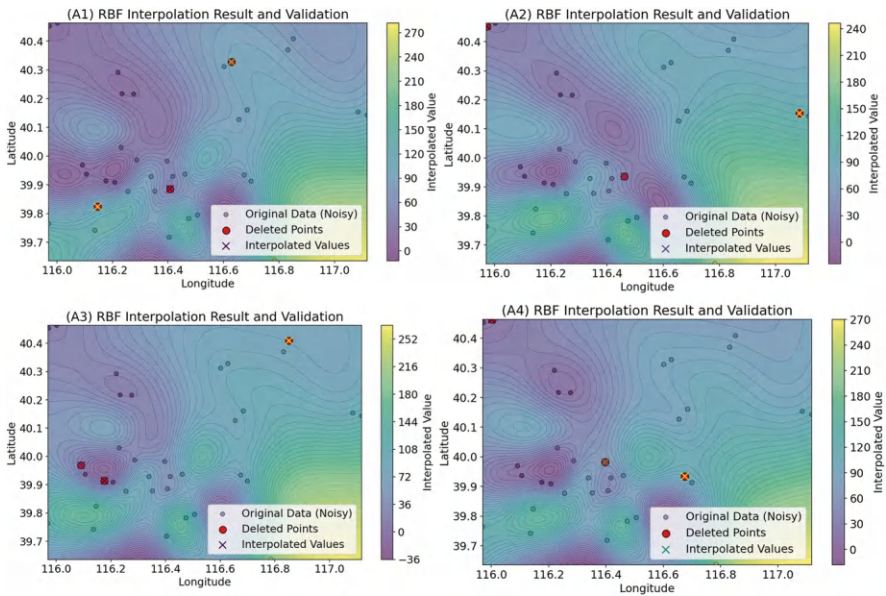 (A1) RBF Interpolation Result and Validation
40.4
40.3
40.2
40.1
40.0
39.9
39.8
39.7
Latitude
116.0 116.2 116.4 116.6 116.8 117.0
Longitude
Original Data (Noisy)
Deleted Points
Interpolated Values
270
240
210
180
150
120
90
60
30
0
Interpolated Value
(A2) RBF Interpolation Result and Validation
40.4
40.3
40.2
40.1
40.0
39.9
39.8
39.7
Latitude
116.0 116.2 116.4 116.6 116.8 117.0
Longitude
Original Data (Noisy)
Deleted Points
Interpolated Values
240
210
180
150
120
90
60
30
0
Interpolated Value
(A3) RBF Interpolation Result and Validation
40.4
40.3
40.2
40.1
40.0
39.9
39.8
39.7
Latitude
116.0 116.2 116.4 116.6 116.8 117.0
Longitude
Original Data (Noisy)
Deleted Points
Interpolated Values
252
216
180
144
108
72
36
0
−36
Interpolated Value
(A4) RBF Interpolation Result and Validation
40.4
40.3
40.2
40.1
40.0
39.9
39.8
39.7
Latitude
116.0 116.2 116.4 116.6 116.8 117.0
Longitude
Original Data (Noisy)
Deleted Points
Interpolated Values
270
240
210
180
150
120
90
60
30
0
Interpolated Value